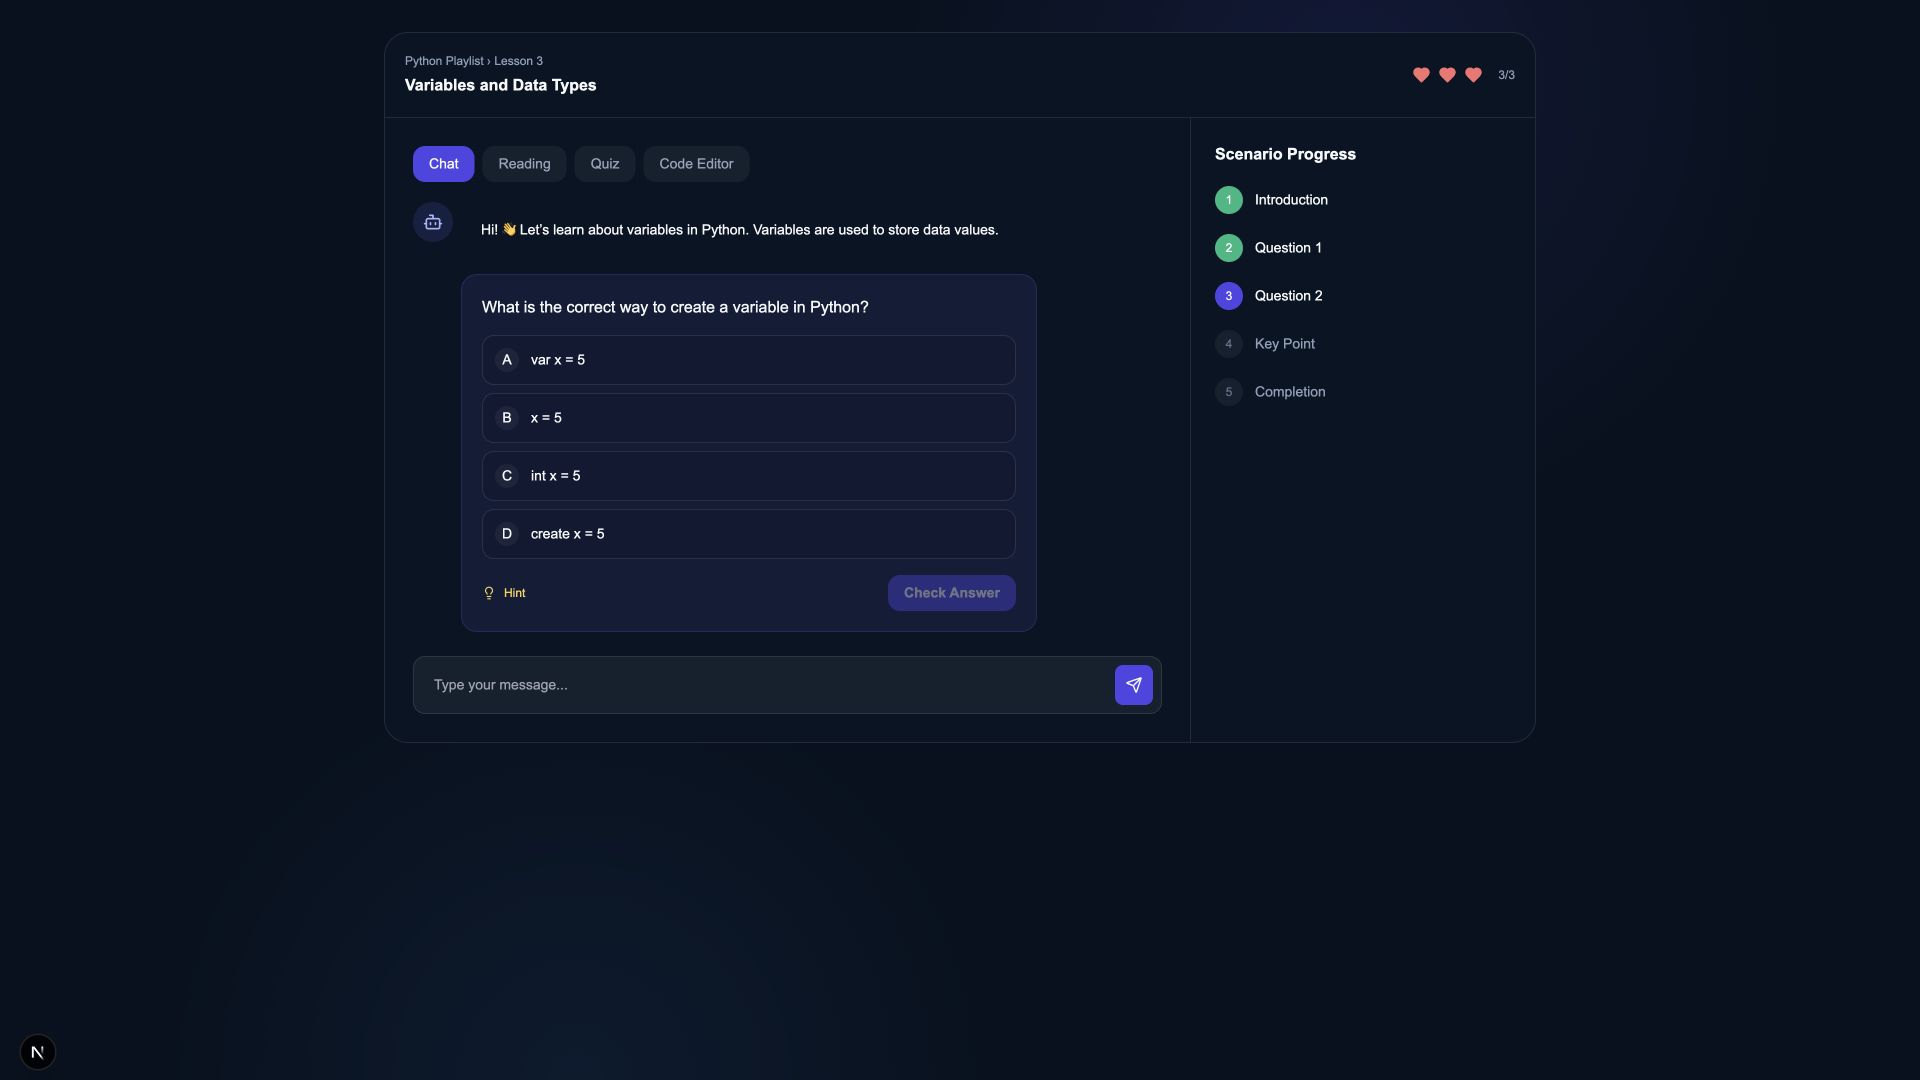 Python Playlist › Lesson 3
Variables and Data Types
3/3
Chat
Reading
Quiz
Code Editor
Hi! 👋 Let's learn about variables in Python. Variables are used to store data values.
What is the correct way to create a variable in Python?
A var x = 5
B x = 5
C int x = 5
D create x = 5
Hint
Check Answer
Type your message...
Scenario Progress
1 Introduction
2 Question 1
3 Question 2
4 Key Point
5 Completion
N